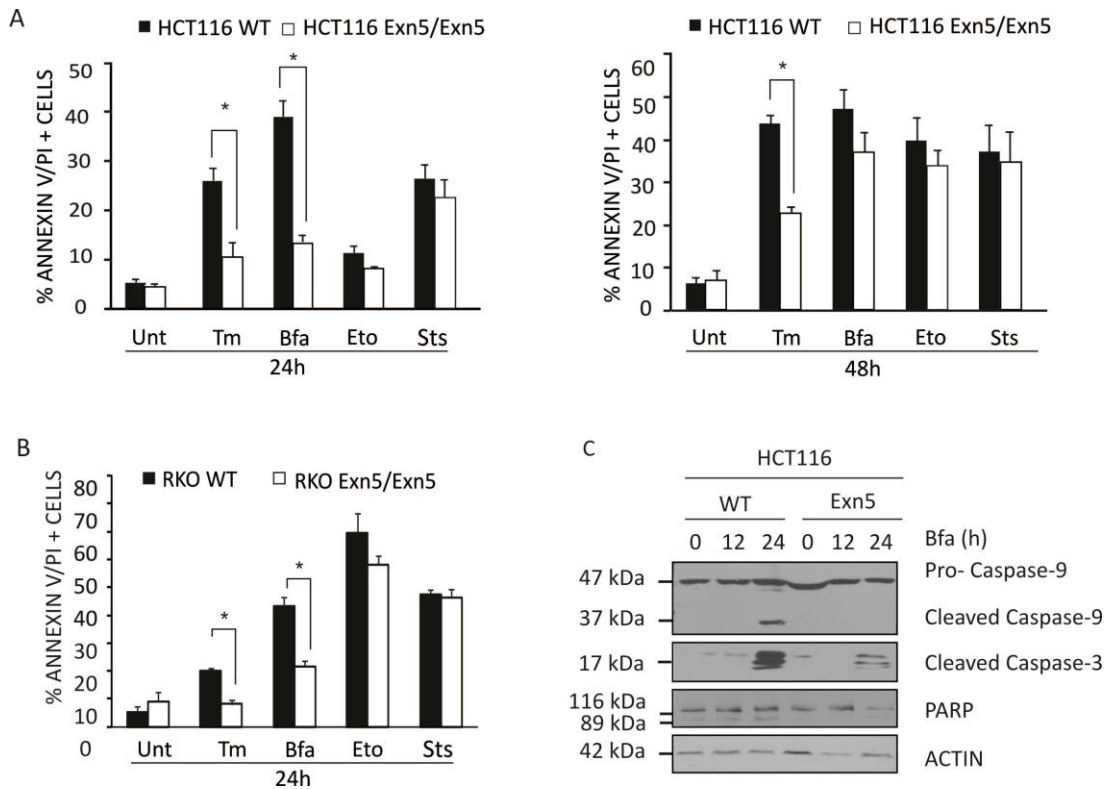 A
HCT116 WT HCT116 Exn5/Exn5
% ANNEXIN V/PI + CELLS
50
40
30
20
10
0
* *
Unt Tm Bfa Eto Sts
24h
HCT116 WT HCT116 Exn5/Exn5
% ANNEXIN V/PI + CELLS
60
50
40
30
20
10
0
*
Unt Tm Bfa Eto Sts
48h
B
RKO WT RKO Exn5/Exn5
% ANNEXIN V/PI + CELLS
80
70
60
50
40
30
20
10
0
* *
Unt Tm Bfa Eto Sts
24h
C
HCT116
WT Exn5
0 12 24 0 12 24 Bfa (h)
47 kDa Pro- Caspase-9
37 kDa Cleaved Caspase-9
17 kDa Cleaved Caspase-3
116 kDa PARP
89 kDa
42 kDa ACTIN